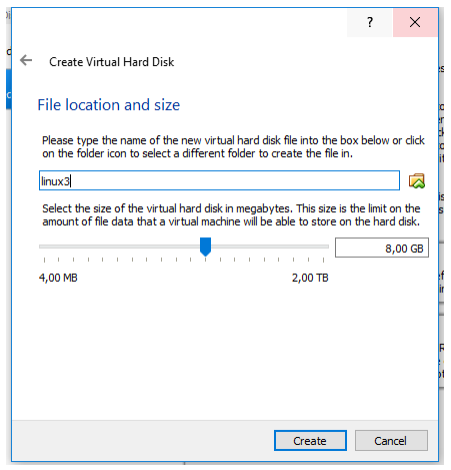 ?
Create Virtual Hard Disk
File location and size
Please type the name of the new virtual hard disk file into the box below or click
on the folder icon to select a different folder to create the file in.
linux3
Select the size of the virtual hard disk in megabytes. This size is the limit on the
amount of file data that a virtual machine will be able to store on the hard disk.
8,00 GB
4,00 MB 2,00 TB
Create Cancel